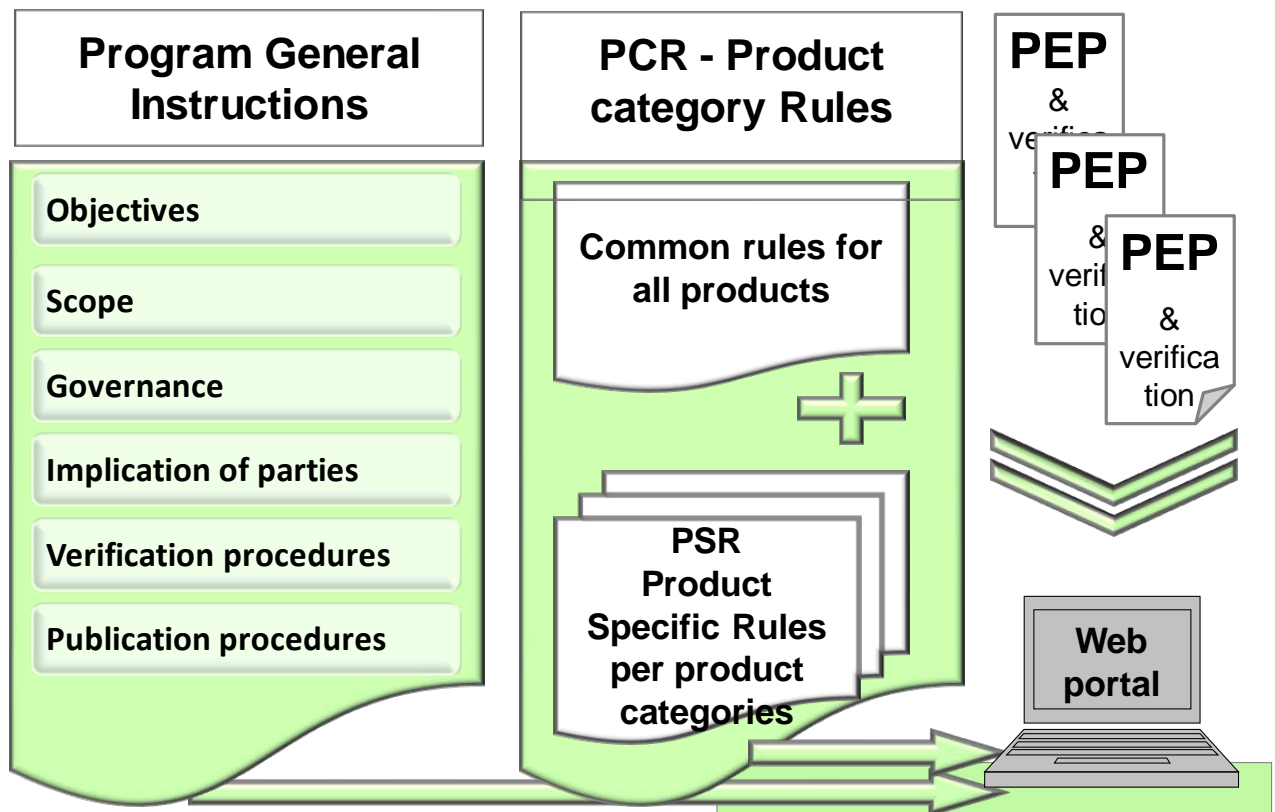 Program General
Instructions
Objectives
Scope
Governance
Implication of parties
Verification procedures
Publication procedures
PCR - Product
category Rules
Common rules for
all products
PSR
Product
Specific Rules
per product
categories
PEP
&
PEP
&
PEP
&
verifica
tion
Web
portal